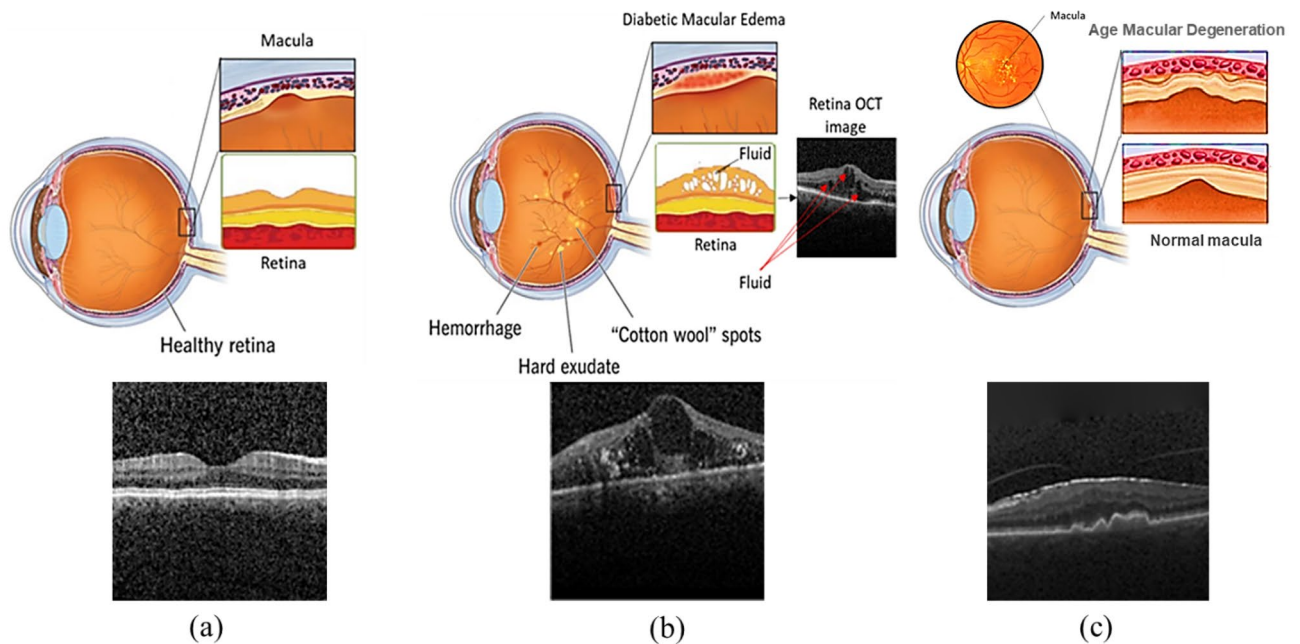 Macula
Retina
Healthy retina
(a)
Diabetic Macular Edema
Retina OCT
image
Fluid
Retina
Fluid
Hemorrhage
“Cotton wool” spots
Hard exudate
(b)
Macula
Age Macular Degeneration
Normal macula
(c)